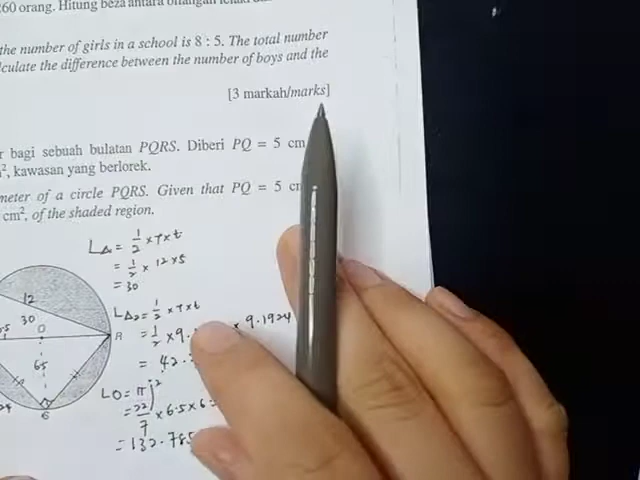 60 orang. Hitung beza antara bilangan lelaki
the number of girls in a school is 8 : 5. The total number
culate the difference between the number of boys and the
[3 markah/marks]
r bagi sebuah bulatan PQRS. Diberi PQ = 5 cm
kawasan yang berlorek.
meter of a circle PQRS. Given that PQ = 5 cm
cm², of the shaded region.
L△ = 1/2 × T × t
= 1/2 × 12 × 5
= 30
12
30
L△2 = 1/2 × T × t
= 1/2 × 9. × 9.1924
= 42.
O
R
6.5
S
LO = πj²
= 22/7 × 6.5 × 6.
= 132.785